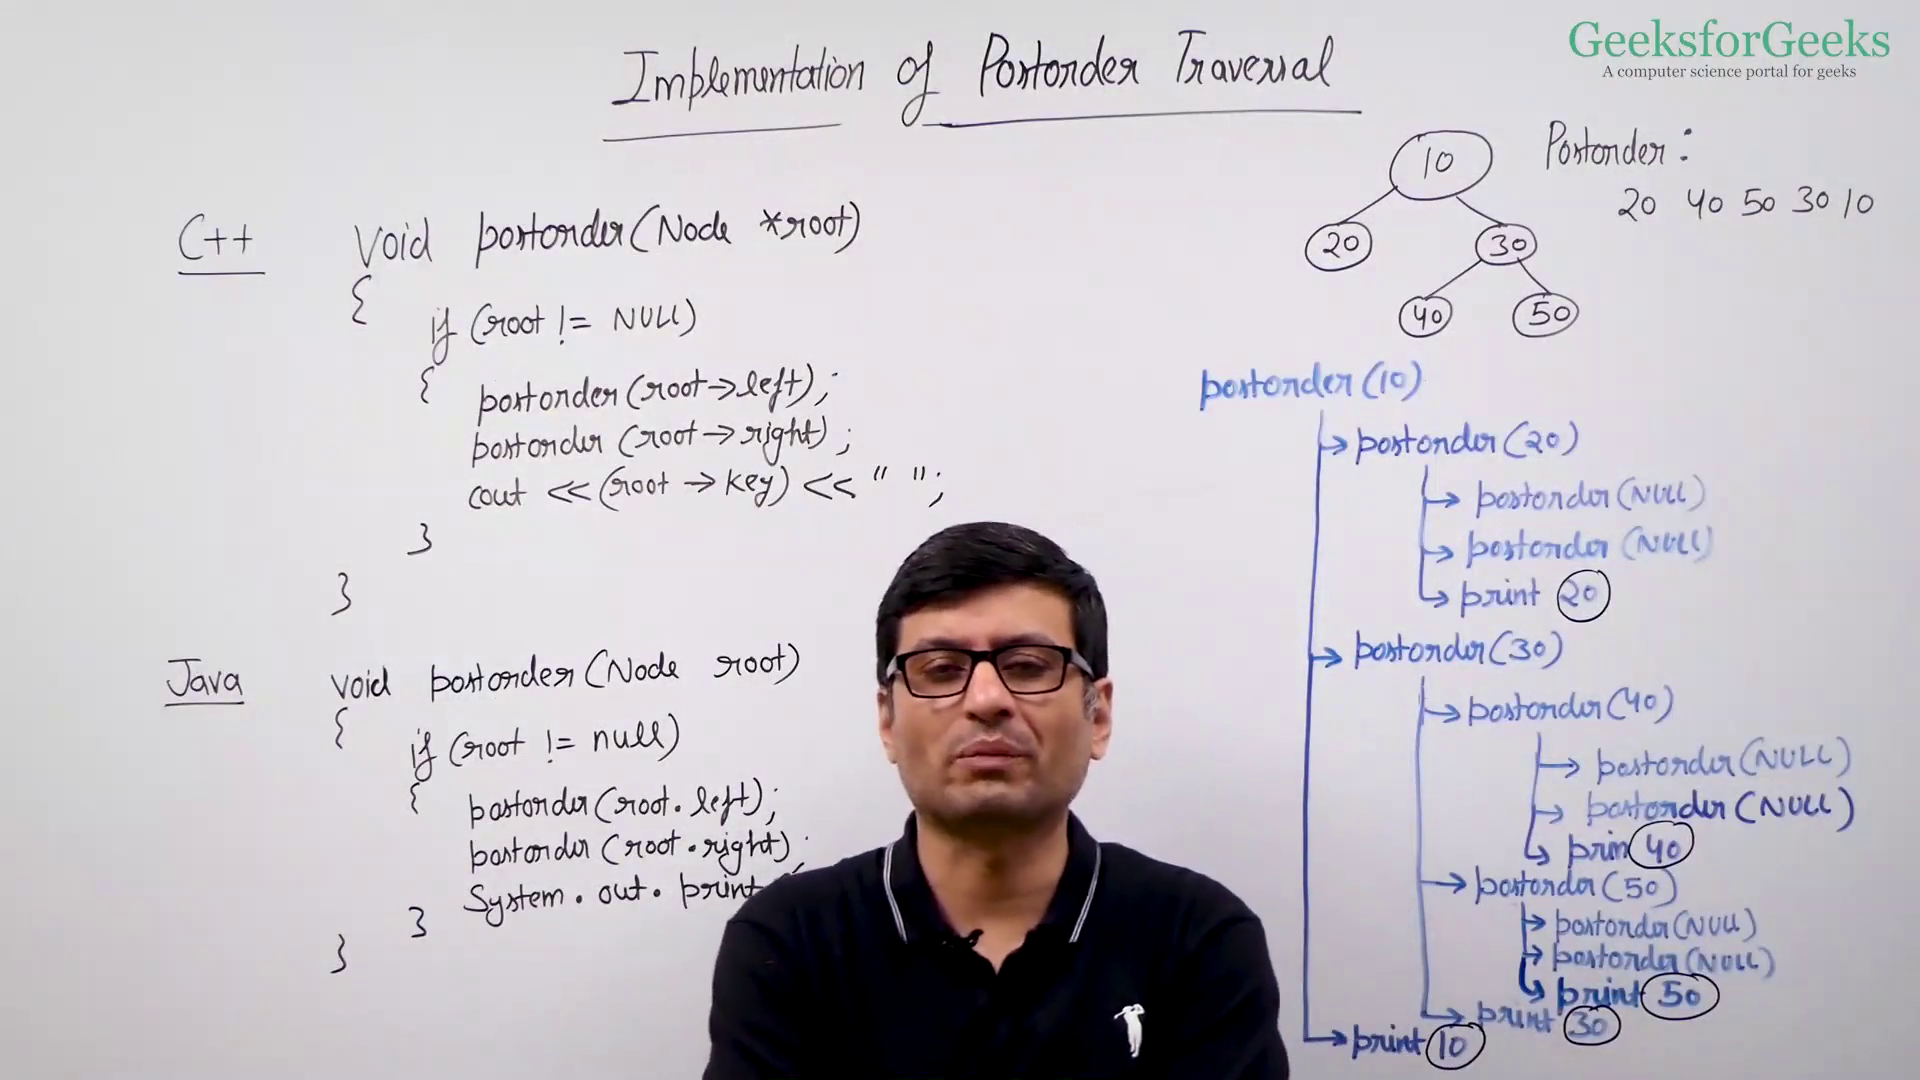 GeeksforGeeks
A computer science portal for geeks
Implementation of Postorder Traversal
C++
void postorder(Node *root)
{
if (root != NULL)
{ postorder(root->left);
postorder(root->right);
cout <<(root->key) << " ";
}
}
Java
void postorder(Node root)
{
if (root != null)
{ postorder(root.left);
postorder(root.right);
System.out.print
}
}
10
20
30
40
50
Postorder:
20 40 50 30 10
postorder(10)
postorder(20)
postorder(NULL)
postorder(NULL)
print 20
postorder(30)
postorder(40)
postorder(NULL)
postorder(NULL)
prin 40
postorder(50)
postorder(NULL)
postorder(NULL)
print 50
print 30
print 10